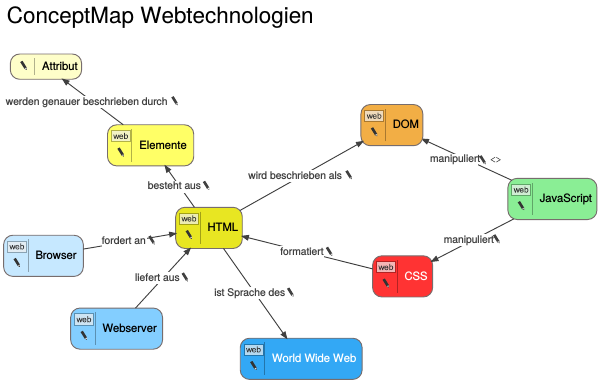 ConceptMap Webtechnologien
Attribut
werden genauer beschrieben durch
web
Elemente
web
DOM
manipuliert <>
wird beschrieben als
besteht aus
web
JavaScript
web
HTML
fordert an
manipuliert
web
Browser
formatiert
web
CSS
liefert aus
ist Sprache des
web
Webserver
web
World Wide Web